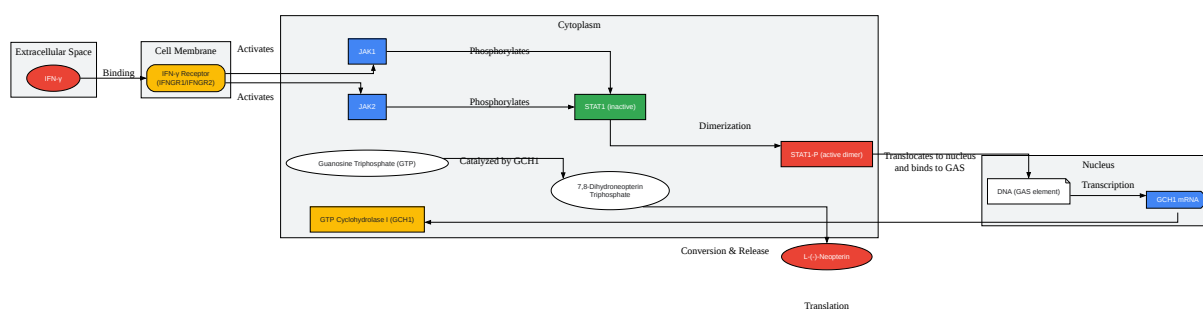 Cytoplasm
Extracellular Space
Cell Membrane
Activates
JAK1
Phosphorylates
IFN-γ
Binding
IFN-γ Receptor
(IFNGR1/IFNGR2)
Activates
JAK2
Phosphorylates
STAT1 (inactive)
Dimerization
STAT1-P (active dimer)
Translocates to nucleus
and binds to GAS
Nucleus
Guanosine Triphosphate (GTP)
Catalyzed by GCH1
7,8-Dihydroneopterin
Triphosphate
DNA (GAS element)
Transcription
GCH1 mRNA
GTP Cyclohydrolase I (GCH1)
Conversion & Release
L-(-)-Neopterin
Translation